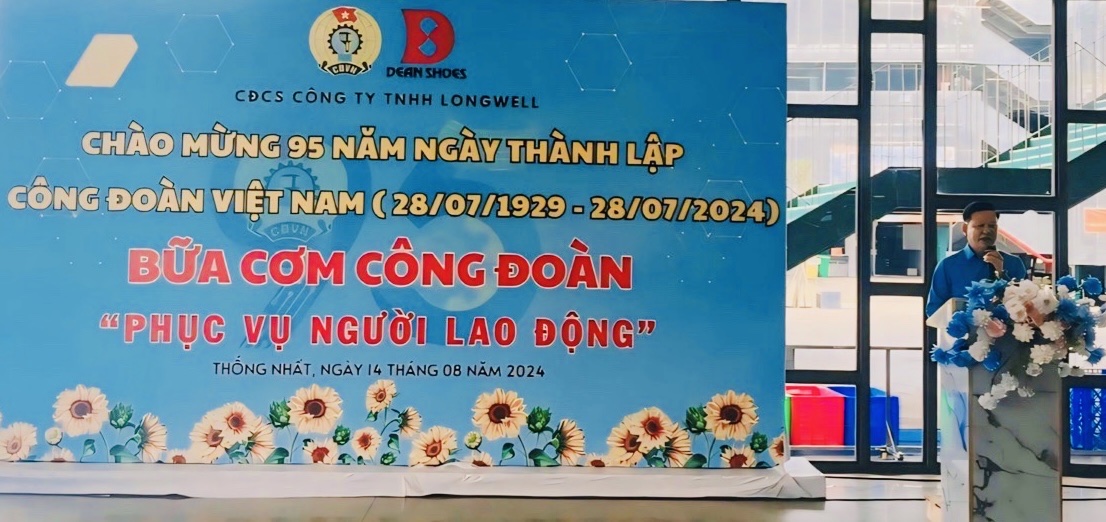 CĐVN
DEAN SHOES
CĐCS CÔNG TY TNHH LONGWELL
CHÀO MỪNG 95 NĂM NGÀY THÀNH LẬP
CÔNG ĐOÀN VIỆT NAM ( 28/07/1929 - 28/07/2024)
CĐVN
BỮA CƠM CÔNG ĐOÀN
“PHỤC VỤ NGƯỜI LAO ĐỘNG”
THỐNG NHẤT, NGÀY 14 THÁNG 08 NĂM 2024